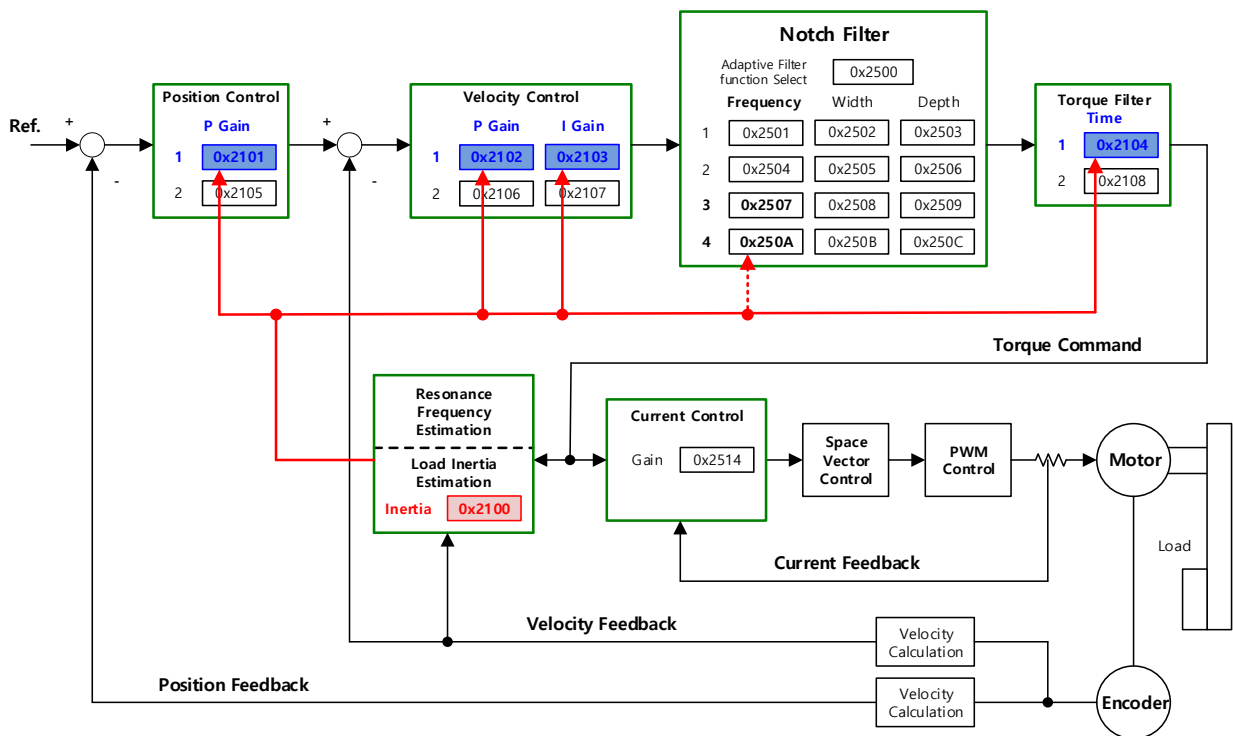 Notch Filter
Adaptive Filter
function Select
0x2500
Frequency Width Depth
1 0x2501 0x2502 0x2503
2 0x2504 0x2505 0x2506
3 0x2507 0x2508 0x2509
4 0x250A 0x250B 0x250C
Ref.
+
-
Position Control
P Gain
1 0x2101
2 0x2105
+
-
Velocity Control
P Gain I Gain
1 0x2102 0x2103
2 0x2106 0x2107
Torque Filter
Time
1 0x2104
2 0x2108
Torque Command
Resonance
Frequency
Estimation
Load Inertia
Estimation
Inertia 0x2100
Current Control
Gain 0x2514
Space
Vector
Control
PWM
Control
Motor
Load
Current Feedback
Velocity Feedback
Velocity
Calculation
Position Feedback
Velocity
Calculation
Encoder